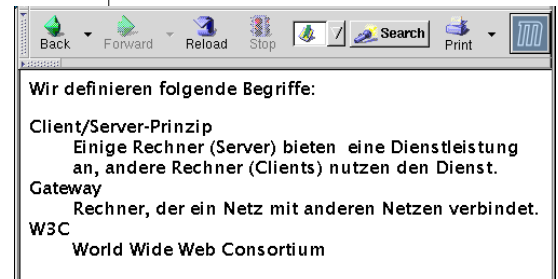 Back Forward Reload Stop Search Print
Wir definieren folgende Begriffe:
Client/Server-Prinzip
Einige Rechner (Server) bieten eine Dienstleistung
an, andere Rechner (Clients) nutzen den Dienst.
Gateway
Rechner, der ein Netz mit anderen Netzen verbindet.
W3C
World Wide Web Consortium